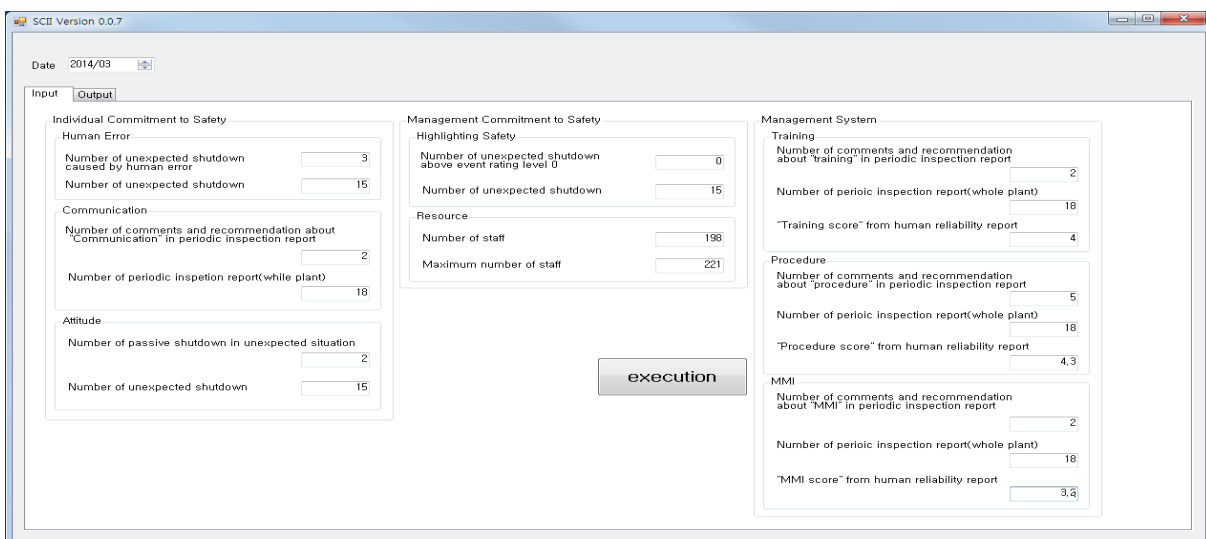 SCII Version 0.0.7
Date 2014/03
Input Output
Individual Commitment to Safety
Human Error
Number of unexpected shutdown
caused by human error
3
Number of unexpected shutdown 15
Communication
Number of comments and recommendation about
"Communication" in periodic inspection report
2
Number of periodic inspetion report(while plant)
18
Attitude
Number of passive shutdown in unexpected situation
2
Number of unexpected shutdown 15
Management Commitment to Safety
Highlighting Safety
Number of unexpected shutdown
above event rating level 0
0
Number of unexpected shutdown 15
Resource
Number of staff 198
Maximum number of staff 221
execution
Management System
Training
Number of comments and recommendation
about "training" in periodic inspection report
2
Number of perioic inspection report(whole plant)
18
"Training score" from human reliability report
4
Procedure
Number of comments and recommendation
about "procedure" in periodic inspection report
5
Number of perioic inspection report(whole plant)
18
"Procedure score" from human reliability report
4,3
MMI
Number of comments and recommendation
about "MMI" in periodic inspection report
2
Number of perioic inspection report(whole plant)
18
"MMI score" from human reliability report